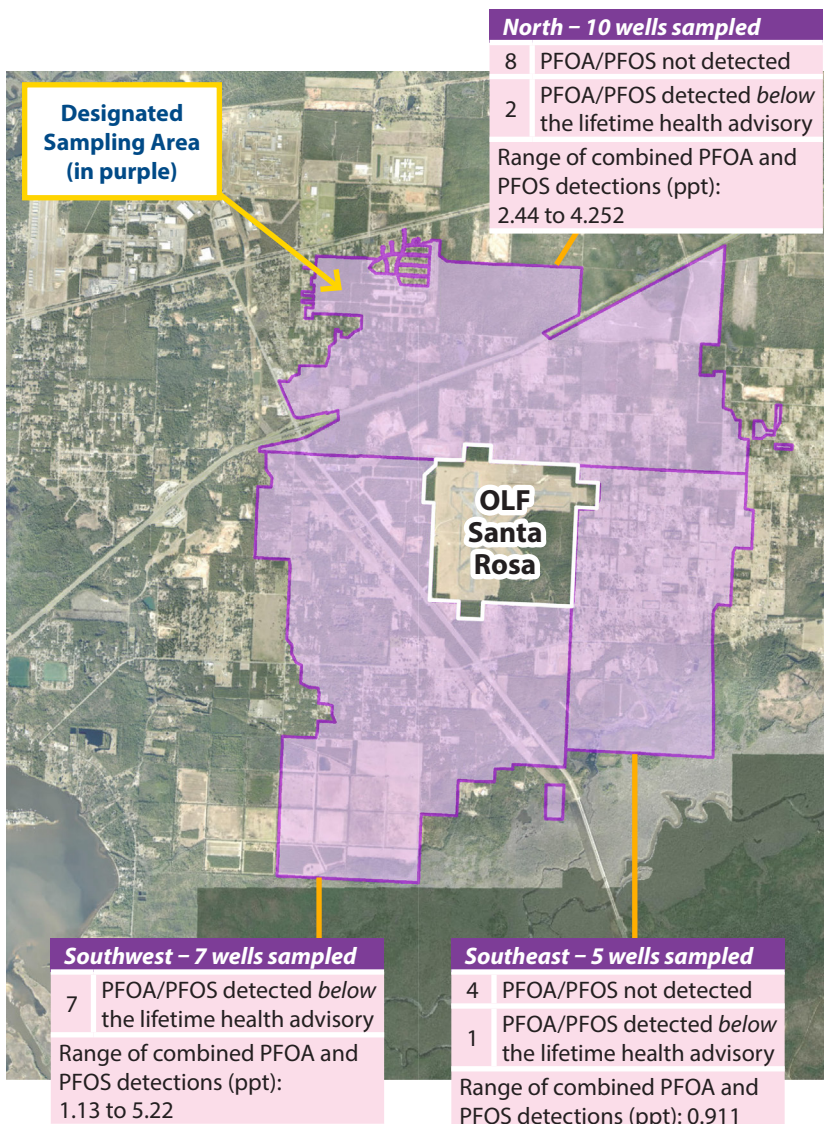 North – 10 wells sampled
8 PFOA/PFOS not detected
2 PFOA/PFOS detected below
the lifetime health advisory
Range of combined PFOA and
PFOS detections (ppt):
2.44 to 4.252
Designated
Sampling Area
(in purple)
OLF
Santa
Rosa
Southwest – 7 wells sampled
7 PFOA/PFOS detected below
the lifetime health advisory
Range of combined PFOA and
PFOS detections (ppt):
1.13 to 5.22
Southeast – 5 wells sampled
4 PFOA/PFOS not detected
1 PFOA/PFOS detected below
the lifetime health advisory
Range of combined PFOA and
PFOS detections (ppt): 0.911